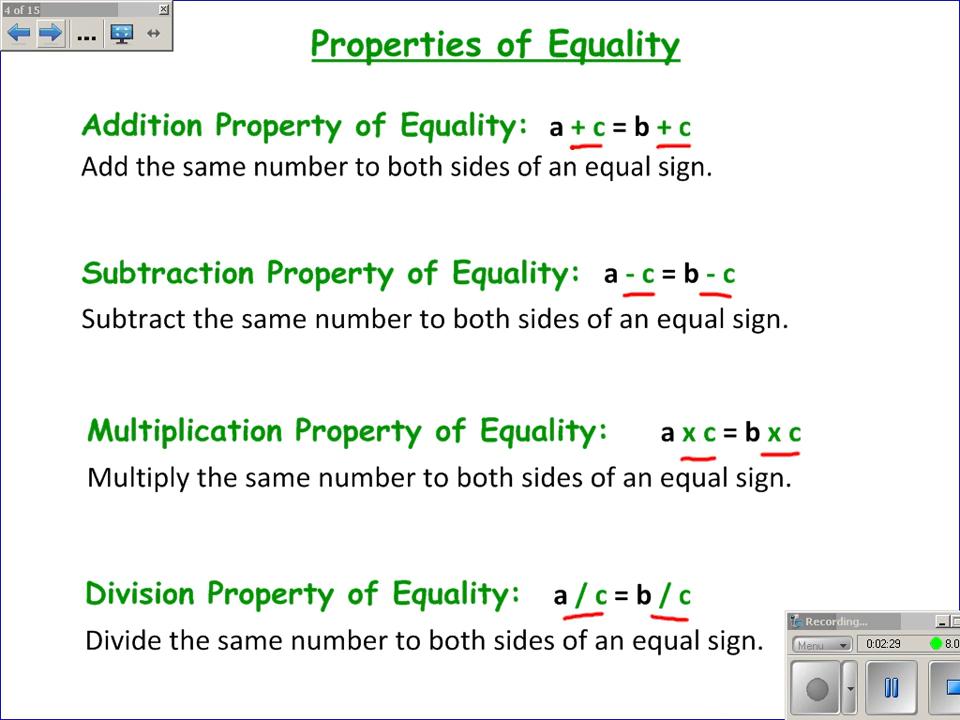 4 of 15
Properties of Equality
Addition Property of Equality: a + c = b + c
Add the same number to both sides of an equal sign.
Subtraction Property of Equality: a - c = b - c
Subtract the same number to both sides of an equal sign.
Multiplication Property of Equality: a x c = b x c
Multiply the same number to both sides of an equal sign.
Division Property of Equality: a / c = b / c
Divide the same number to both sides of an equal sign.
Recording...
Menu 0:02:29 8.0